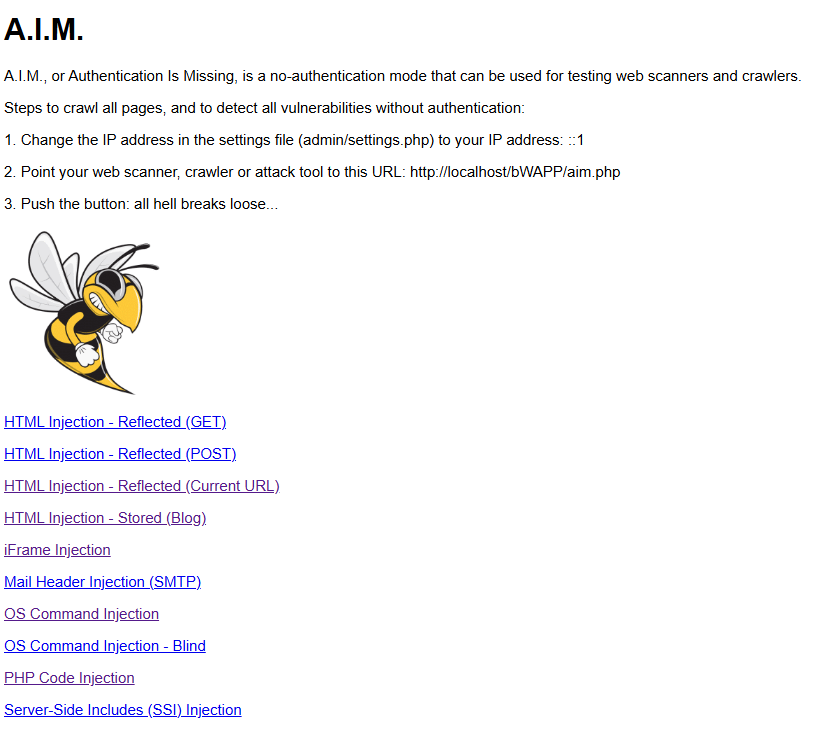 A.I.M.
A.I.M., or Authentication Is Missing, is a no-authentication mode that can be used for testing web scanners and crawlers.
Steps to crawl all pages, and to detect all vulnerabilities without authentication:
1. Change the IP address in the settings file (admin/settings.php) to your IP address: ::1
2. Point your web scanner, crawler or attack tool to this URL: http://localhost/bWAPP/aim.php
3. Push the button: all hell breaks loose...
HTML Injection - Reflected (GET)
HTML Injection - Reflected (POST)
HTML Injection - Reflected (Current URL)
HTML Injection - Stored (Blog)
iFrame Injection
Mail Header Injection (SMTP)
OS Command Injection
OS Command Injection - Blind
PHP Code Injection
Server-Side Includes (SSI) Injection